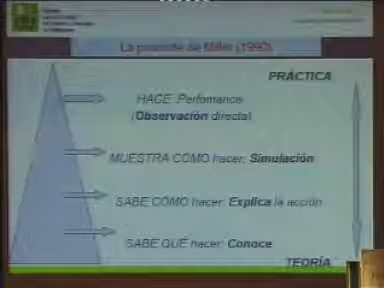 La pirámide de Miller (1990)
PRÁCTICA
HACE: Perfomance
(Observación directa)
MUESTRA CÓMO hacer: Simulación
SABE CÓMO hacer: Explica la acción
SABE QUÉ hacer: Conoce
TEORÍA